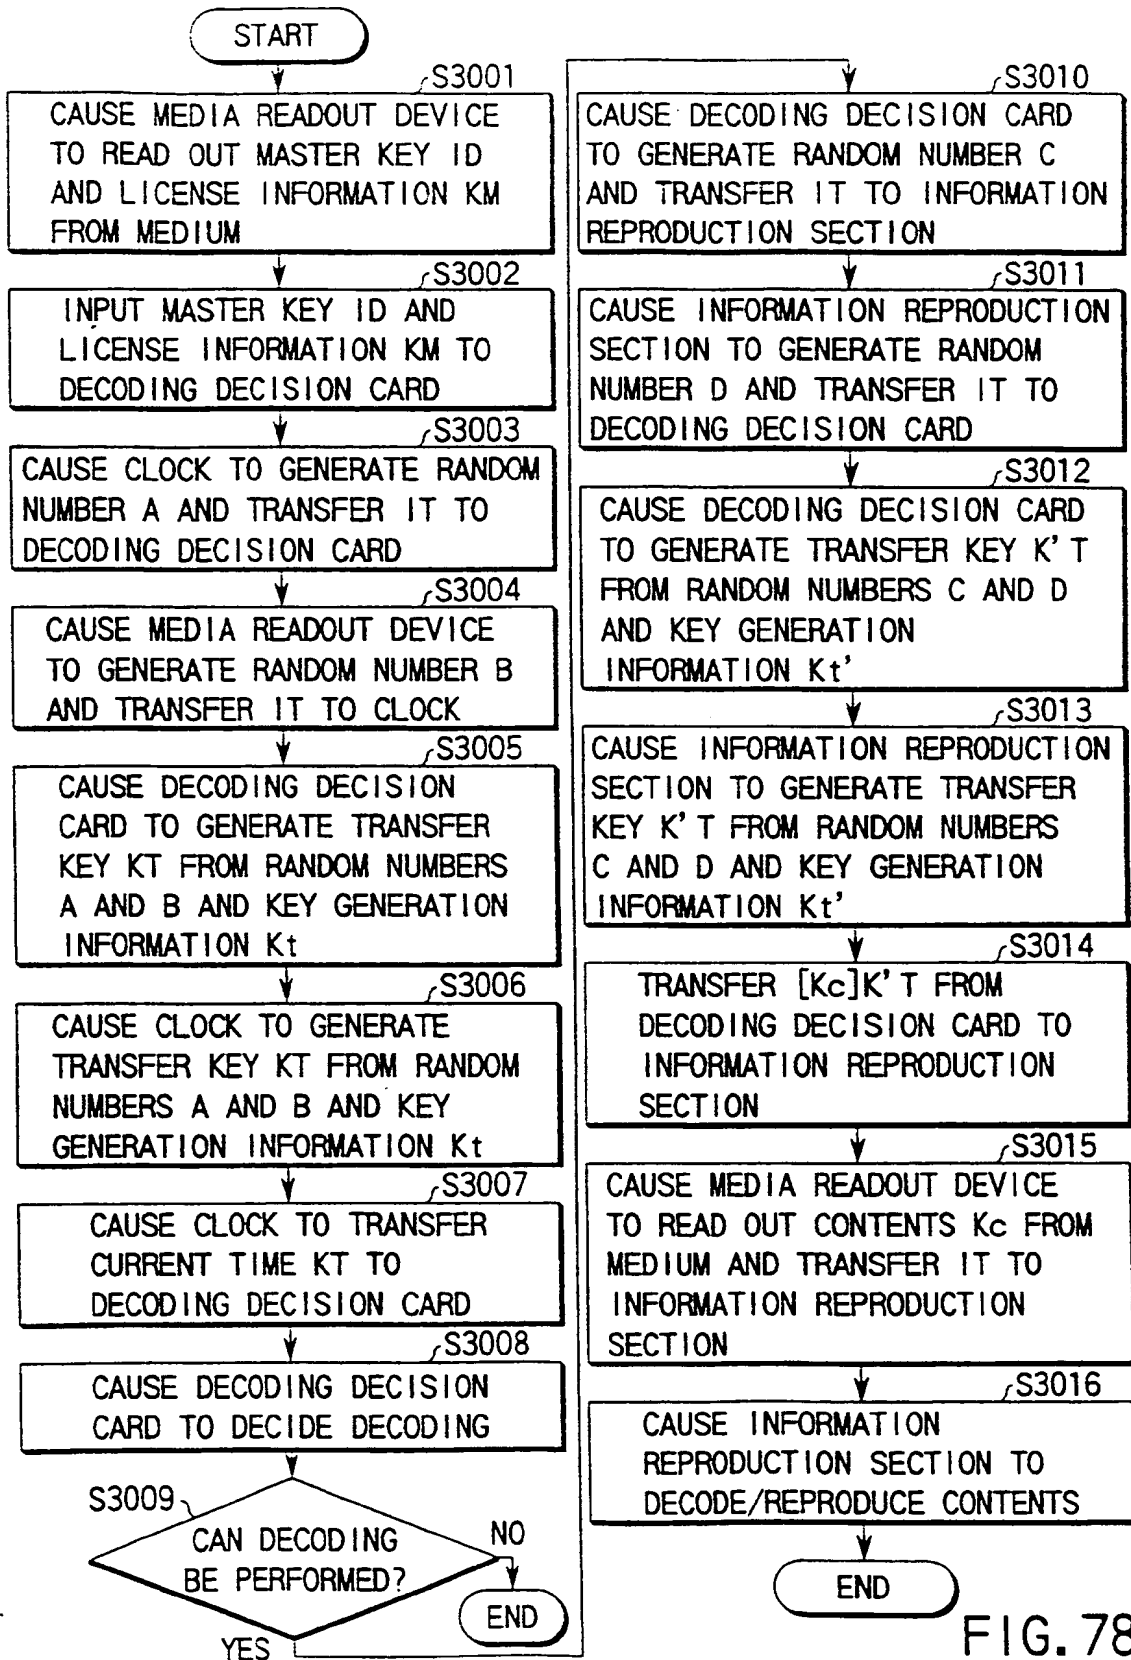 START
S3001
CAUSE MEDIA READOUT DEVICE
TO READ OUT MASTER KEY ID
AND LICENSE INFORMATION KM
FROM MEDIUM
S3002
INPUT MASTER KEY ID AND
LICENSE INFORMATION KM TO
DECODING DECISION CARD
S3003
CAUSE CLOCK TO GENERATE RANDOM
NUMBER A AND TRANSFER IT TO
DECODING DECISION CARD
S3004
CAUSE MEDIA READOUT DEVICE
TO GENERATE RANDOM NUMBER B
AND TRANSFER IT TO CLOCK
S3005
CAUSE DECODING DECISION
CARD TO GENERATE TRANSFER
KEY KT FROM RANDOM NUMBERS
A AND B AND KEY GENERATION
INFORMATION Kt
S3006
CAUSE CLOCK TO GENERATE
TRANSFER KEY KT FROM RANDOM
NUMBERS A AND B AND KEY
GENERATION INFORMATION Kt
S3007
CAUSE CLOCK TO TRANSFER
CURRENT TIME KT TO
DECODING DECISION CARD
S3008
CAUSE DECODING DECISION
CARD TO DECIDE DECODING
S3009
CAN DECODING
BE PERFORMED?
NO
END
YES
S3010
CAUSE DECODING DECISION CARD
TO GENERATE RANDOM NUMBER C
AND TRANSFER IT TO INFORMATION
REPRODUCTION SECTION
S3011
CAUSE INFORMATION REPRODUCTION
SECTION TO GENERATE RANDOM
NUMBER D AND TRANSFER IT TO
DECODING DECISION CARD
S3012
CAUSE DECODING DECISION CARD
TO GENERATE TRANSFER KEY K'T
FROM RANDOM NUMBERS C AND D
AND KEY GENERATION
INFORMATION Kt'
S3013
CAUSE INFORMATION REPRODUCTION
SECTION TO GENERATE TRANSFER
KEY K'T FROM RANDOM NUMBERS
C AND D AND KEY GENERATION
INFORMATION Kt'
S3014
TRANSFER [Kc]K'T FROM
DECODING DECISION CARD TO
INFORMATION REPRODUCTION
SECTION
S3015
CAUSE MEDIA READOUT DEVICE
TO READ OUT CONTENTS Kc FROM
MEDIUM AND TRANSFER IT TO
INFORMATION REPRODUCTION
SECTION
S3016
CAUSE INFORMATION
REPRODUCTION SECTION TO
DECODE/REPRODUCE CONTENTS
END
FIG. 78